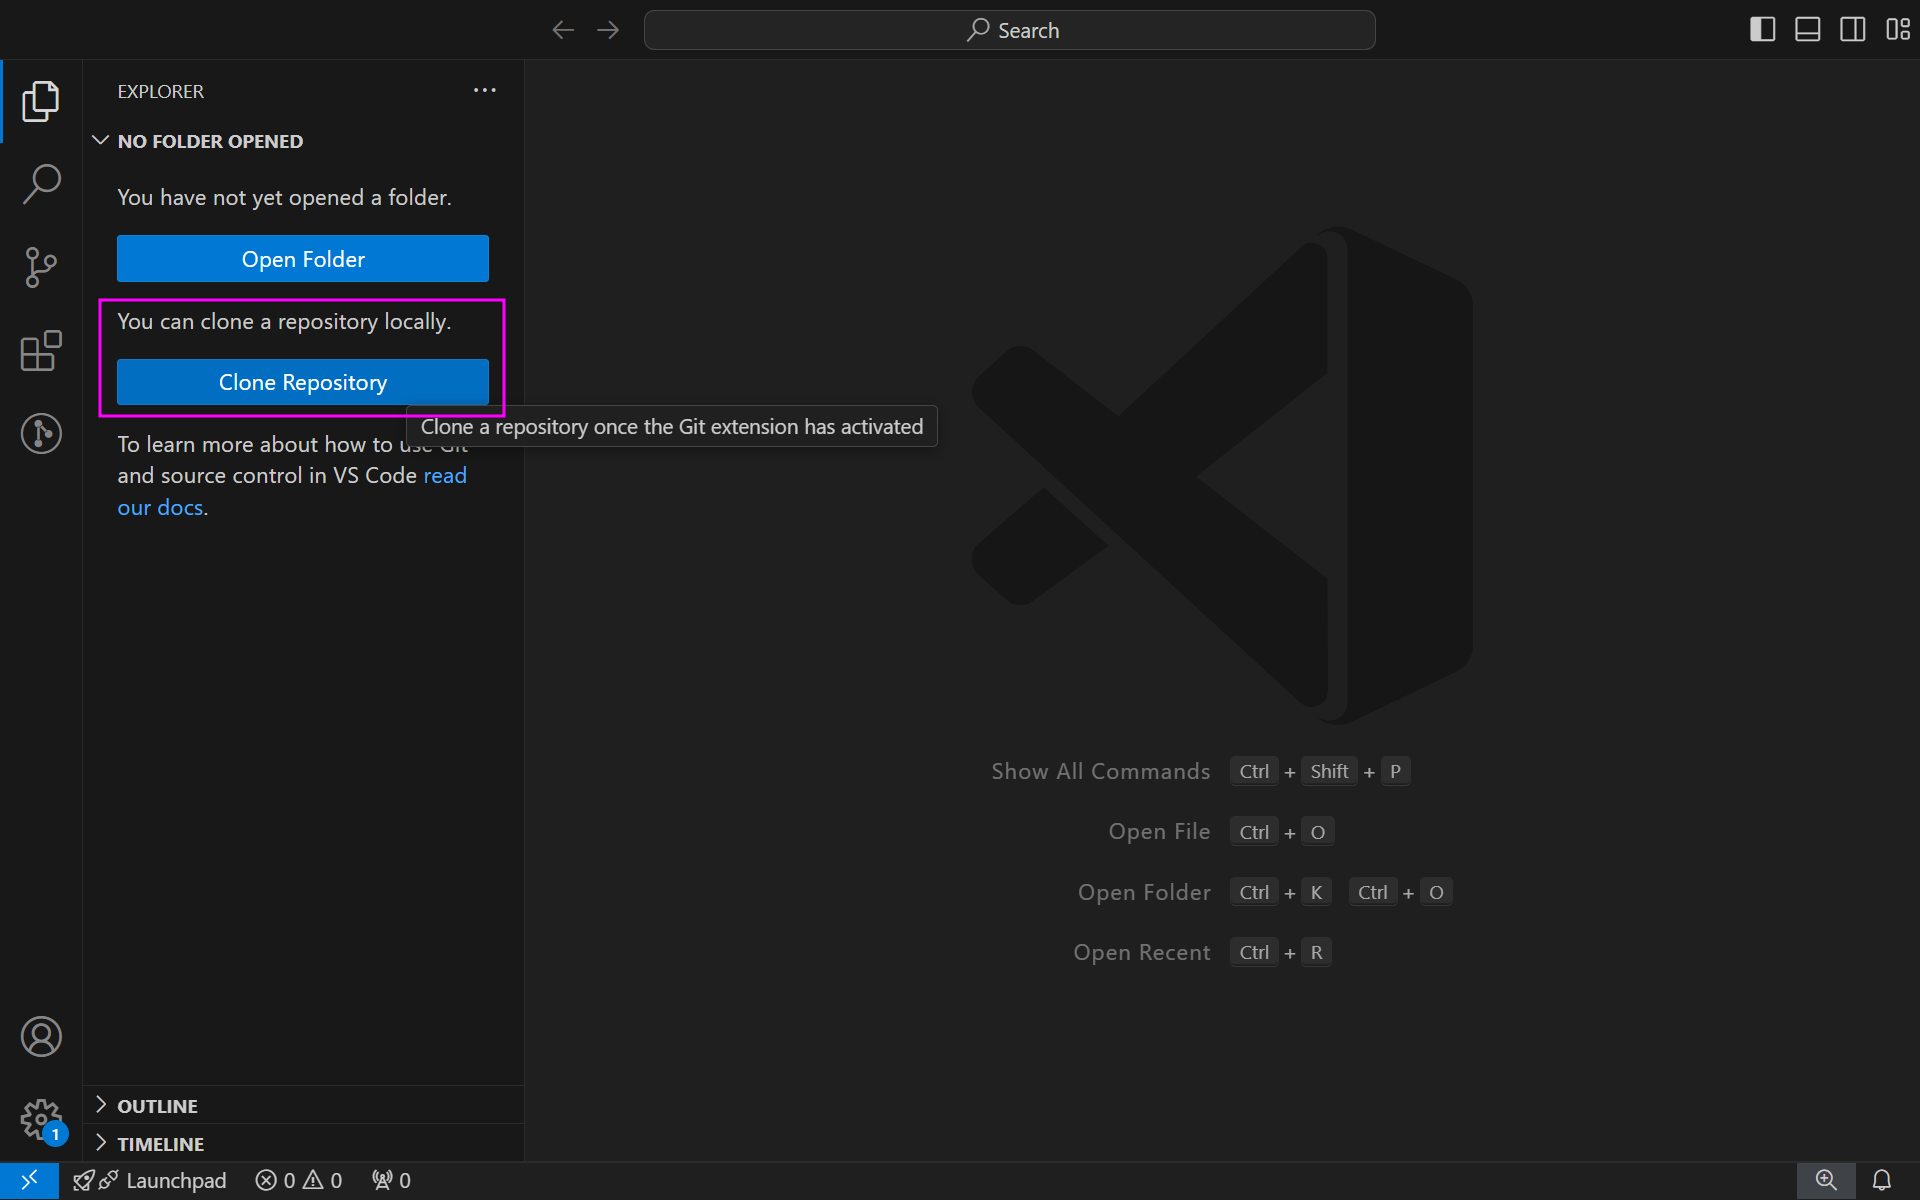 Search
EXPLORER
NO FOLDER OPENED
You have not yet opened a folder.
Open Folder
You can clone a repository locally.
Clone Repository
Clone a repository once the Git extension has activated
To learn more about how to use Git
and source control in VS Code read
our docs.
Show All Commands Ctrl + Shift + P
Open File Ctrl + O
Open Folder Ctrl + K Ctrl + O
Open Recent Ctrl + R
OUTLINE
1
TIMELINE
Launchpad 0 0 0